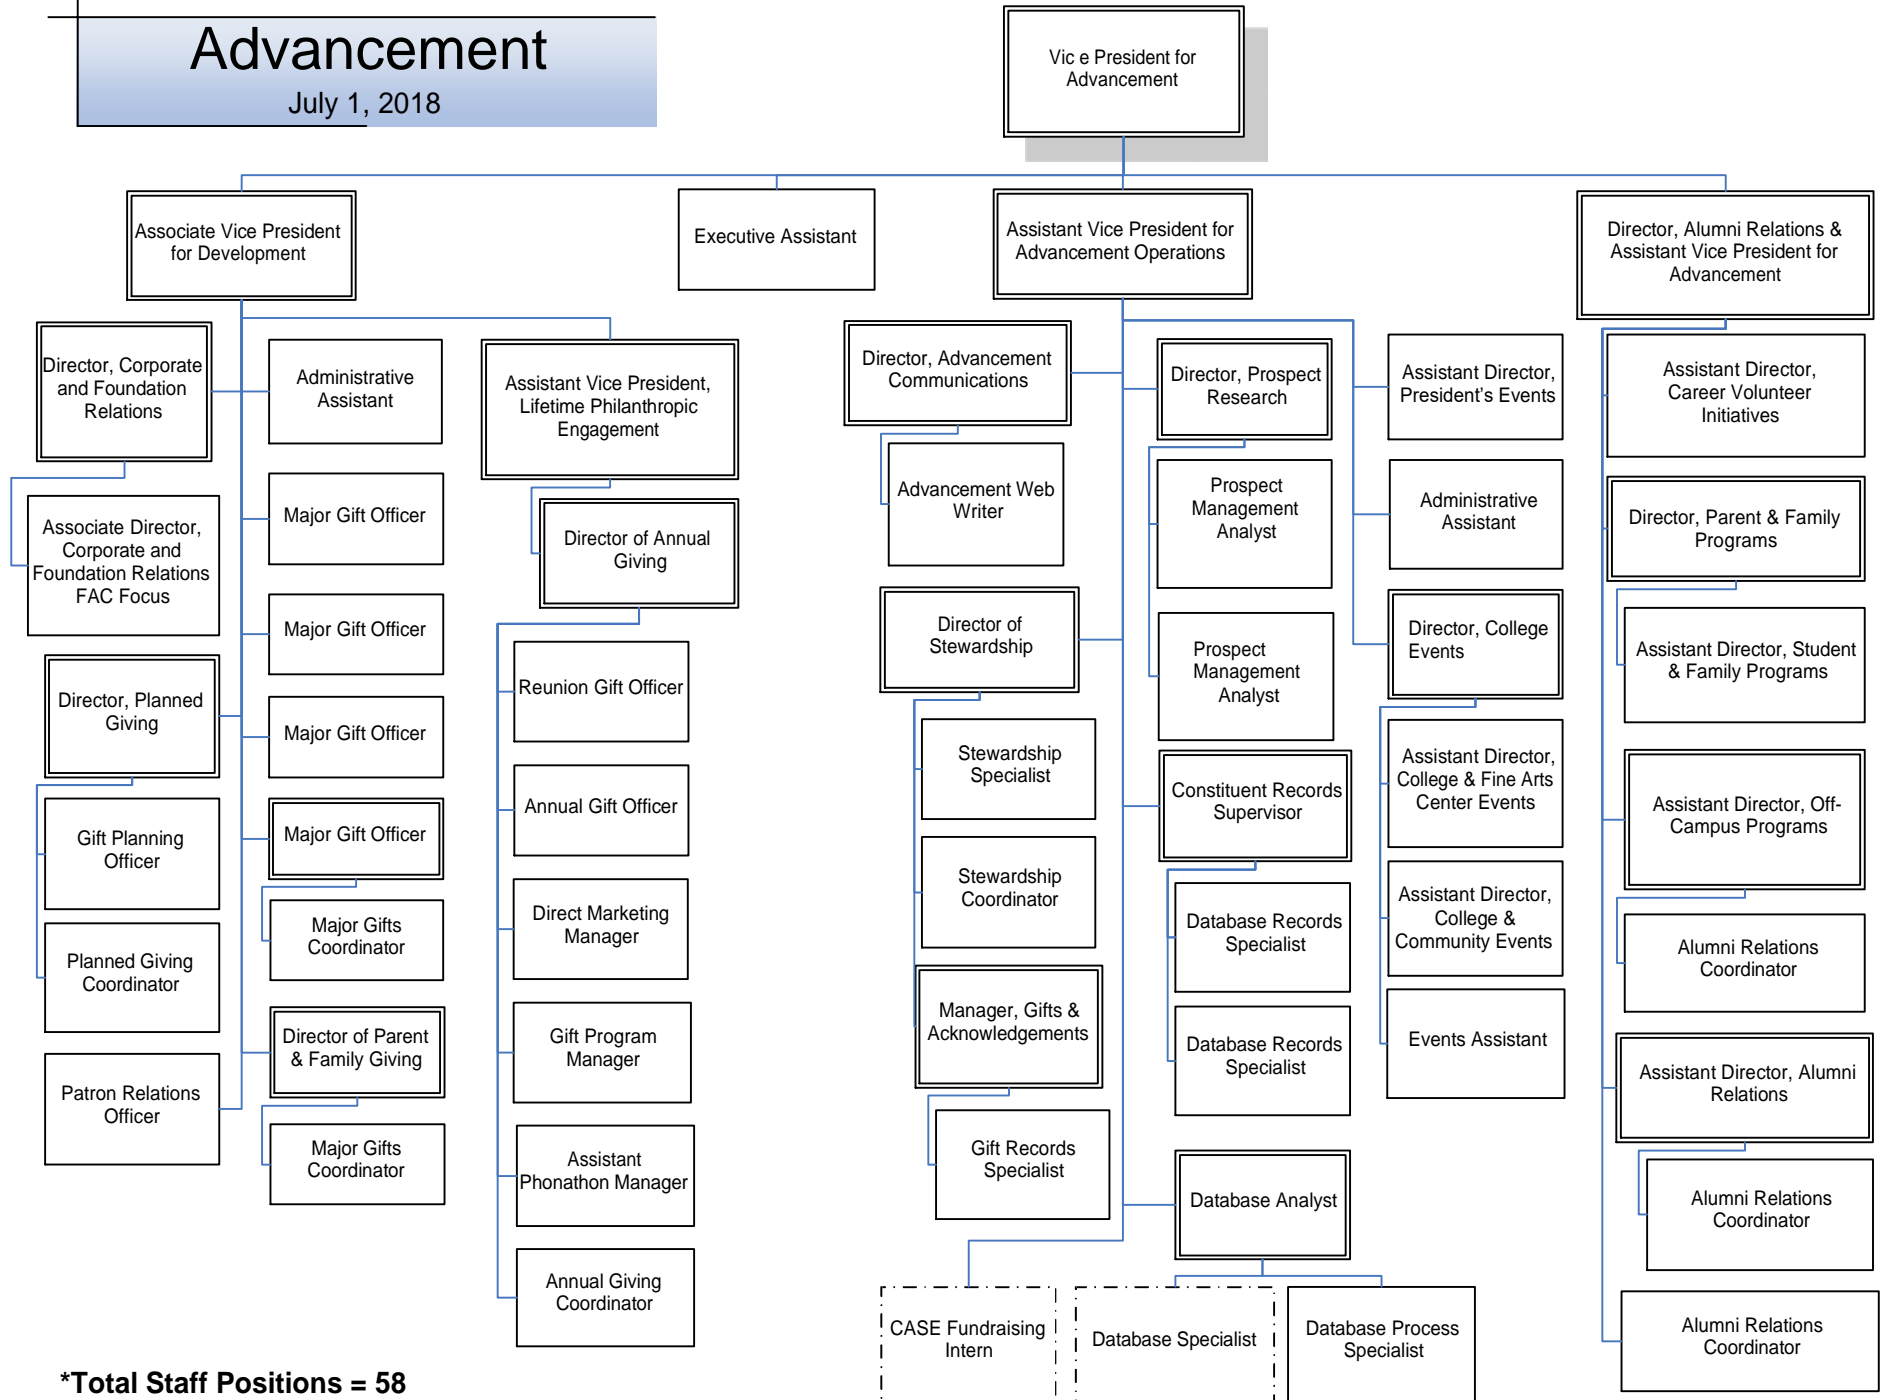 Advancement
July 1, 2018
Vic e President for
Advancement
Associate Vice President
for Development
Executive Assistant
Assistant Vice President for
Advancement Operations
Director, Alumni Relations &
Assistant Vice President for
Advancement
Director, Corporate
and Foundation
Relations
Associate Director,
Corporate and
Foundation Relations
FAC Focus
Director, Planned
Giving
Gift Planning
Officer
Planned Giving
Coordinator
Patron Relations
Officer
Administrative
Assistant
Major Gift Officer
Major Gift Officer
Major Gift Officer
Major Gift Officer
Major Gifts
Coordinator
Director of Parent
& Family Giving
Major Gifts
Coordinator
Assistant Vice President,
Lifetime Philanthropic
Engagement
Director of Annual
Giving
Reunion Gift Officer
Annual Gift Officer
Direct Marketing
Manager
Gift Program
Manager
Assistant
Phonathon Manager
Annual Giving
Coordinator
Director, Advancement
Communications
Advancement Web
Writer
Director of
Stewardship
Stewardship
Specialist
Stewardship
Coordinator
Manager, Gifts &
Acknowledgements
Gift Records
Specialist
CASE Fundraising
Intern
Director, Prospect
Research
Prospect
Management
Analyst
Prospect
Management
Analyst
Constituent Records
Supervisor
Database Records
Specialist
Database Records
Specialist
Database Analyst
Database Specialist
Database Process
Specialist
Assistant Director,
President’s Events
Administrative
Assistant
Director, College
Events
Assistant Director,
College & Fine Arts
Center Events
Assistant Director,
College &
Community Events
Events Assistant
Assistant Director,
Career Volunteer
Initiatives
Director, Parent & Family
Programs
Assistant Director, Student
& Family Programs
Assistant Director, Off-
Campus Programs
Alumni Relations
Coordinator
Assistant Director, Alumni
Relations
Alumni Relations
Coordinator
Alumni Relations
Coordinator
*Total Staff Positions = 58